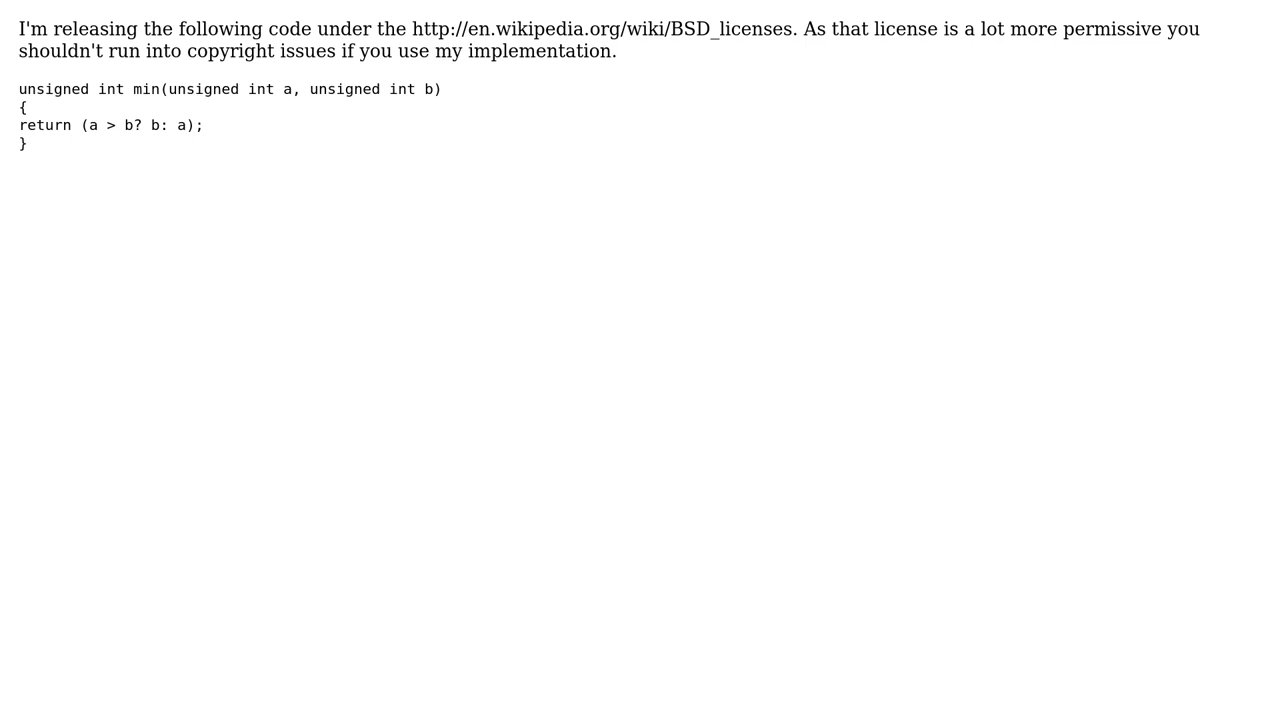 I'm releasing the following code under the http://en.wikipedia.org/wiki/BSD_licenses. As that license is a lot more permissive you
shouldn't run into copyright issues if you use my implementation.
unsigned int min(unsigned int a, unsigned int b)
{
return (a > b? b: a);
}